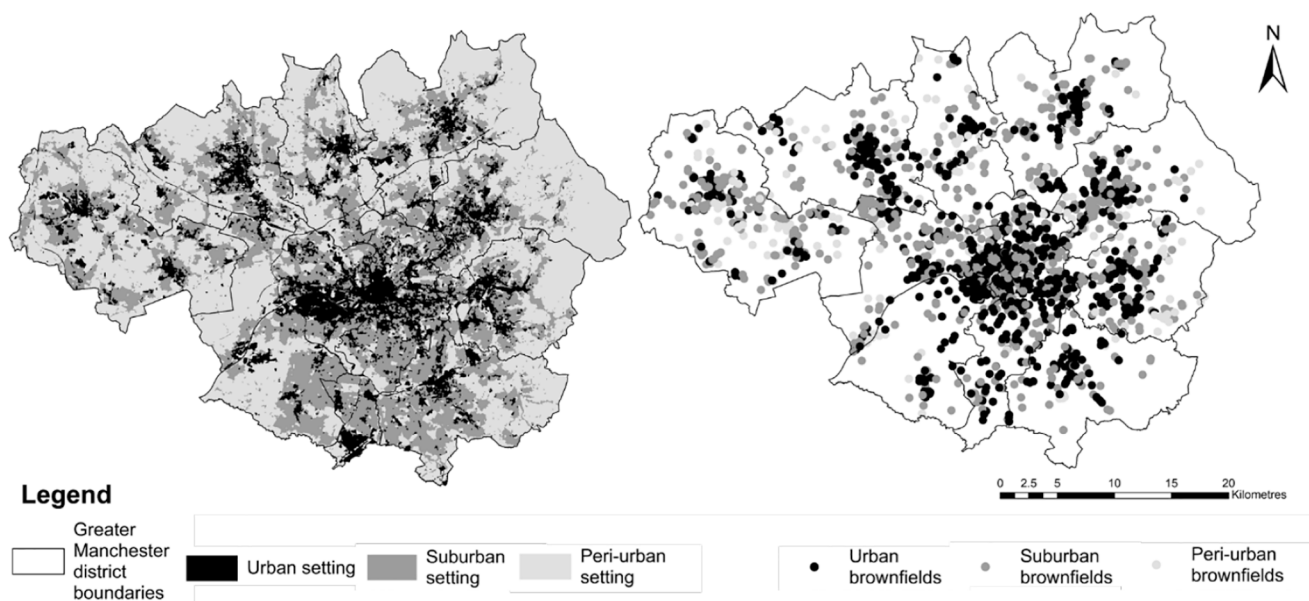 N
0 2.5 5 10 15 20
Kilometres
Legend
Greater
Manchester
district
boundaries
Urban setting
Suburban
setting
Peri-urban
setting
Urban
brownfields
Suburban
brownfields
Peri-urban
brownfields